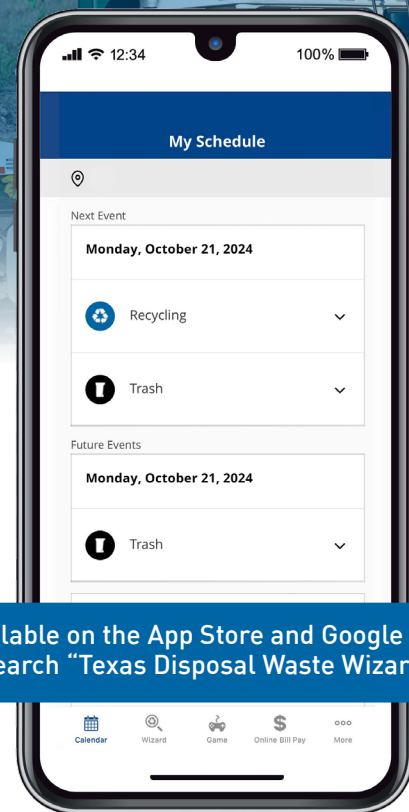 12:34
100%
My Schedule
Next Event
Monday, October 21, 2024
Recycling
Trash
Future Events
Monday, October 21, 2024
Trash
lable on the App Store and Google
earch “Texas Disposal Waste Wizar
Calendar Wizard Game Online Bill Pay More